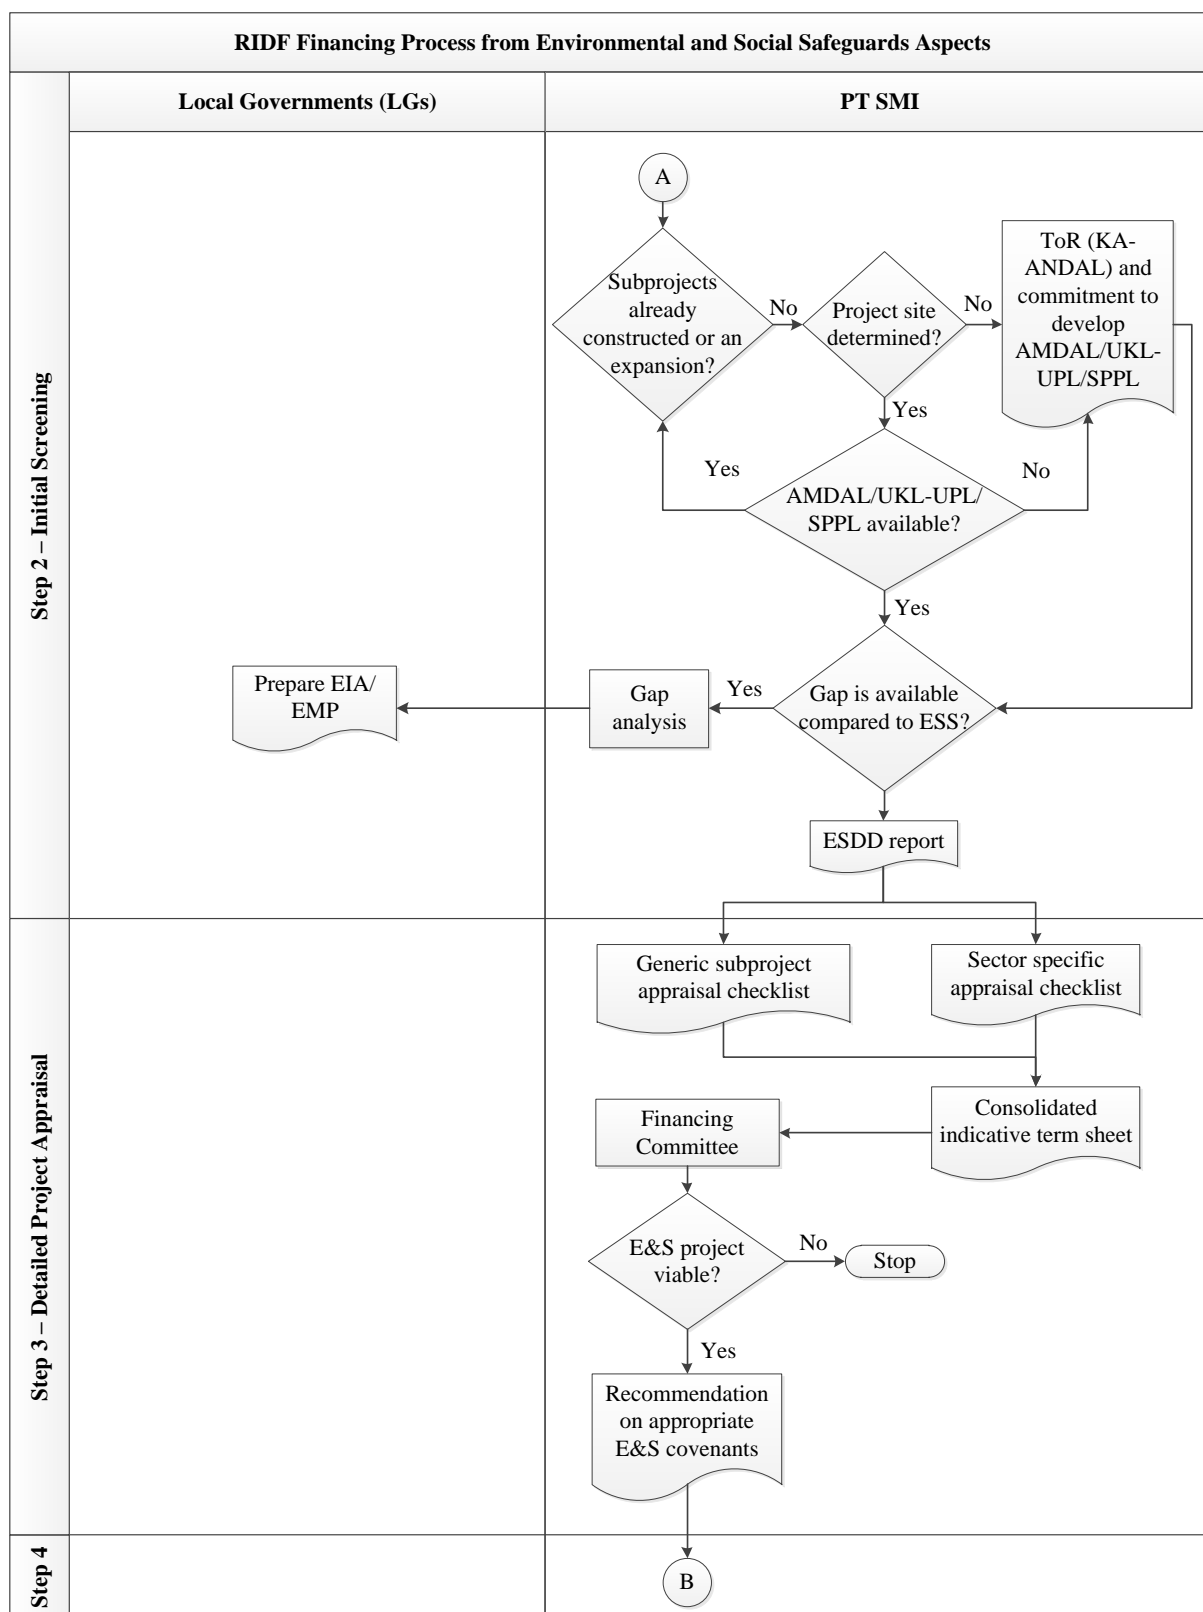 RIDF Financing Process from Environmental and Social Safeguards Aspects
Local Governments (LGs)
PT SMI
Step 2 – Initial Screening
A
Subprojects
already
constructed or an
expansion?
No
Project site
determined?
No
ToR (KA-
ANDAL) and
commitment to
develop
AMDAL/UKL-
UPL/SPPL
Yes
Yes
AMDAL/UKL-UPL/
SPPL available?
No
Yes
Prepare EIA/
EMP
Gap
analysis
Yes
Gap is available
compared to ESS?
ESDD report
Step 3 – Detailed Project Appraisal
Generic subproject
appraisal checklist
Sector specific
appraisal checklist
Financing
Committee
Consolidated
indicative term sheet
E&S project
viable?
No
Stop
Yes
Recommendation
on appropriate
E&S covenants
Step 4
B